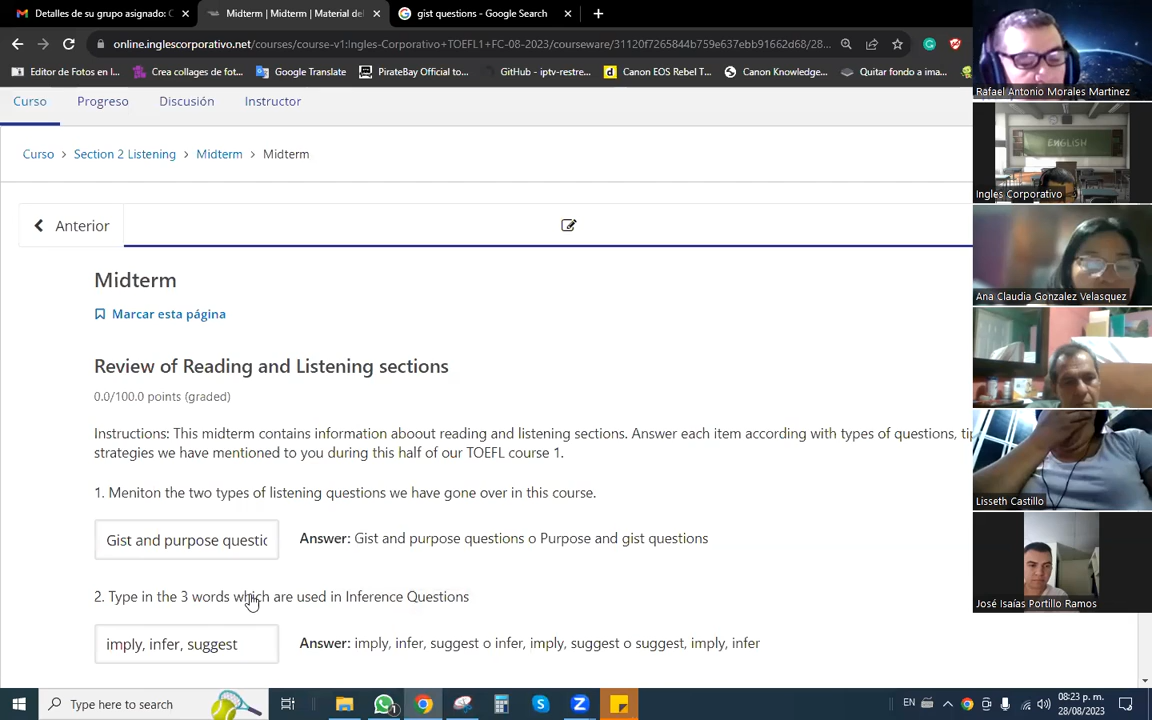 Detalles de su grupo asignado: C
Midterm | Midterm | Material del
gist questions - Google Search
online.inglescorporativo.net/courses/course-v1:Ingles-Corporativo+TOEFL1+FC-08-2023/courseware/31120f7265844b759e637ebb91662d68/28...
Editor de Fotos en l...
Crea collages de fot...
Google Translate
PirateBay Official to...
GitHub - iptv-restre...
Canon EOS Rebel T...
Canon Knowledge...
Quitar fondo a ima...
Curso
Progreso
Discusión
Instructor
Curso > Section 2 Listening > Midterm > Midterm
Anterior
Midterm
Marcar esta página
Review of Reading and Listening sections
0.0/100.0 points (graded)
Instructions: This midterm contains information abouto reading and listening sections. Answer each item according with types of questions, tip
strategies we have mentioned to you during this half of our TOEFL course 1.
1. Meniton the two types of listening questions we have gone over in this course.
Gist and purpose questic
Answer: Gist and purpose questions o Purpose and gist questions
2. Type in the 3 words which are used in Inference Questions
imply, infer, suggest
Answer: imply, infer, suggest o infer, imply, suggest o suggest, imply, infer
Rafael Antonio Morales Martinez
ENGLISH
Ingles Corporativo
Ana Claudia Gonzalez Velasquez
Lisseth Castillo
José Isaías Portillo Ramos
Type here to search
1
EN
08:23 p. m.
28/08/2023